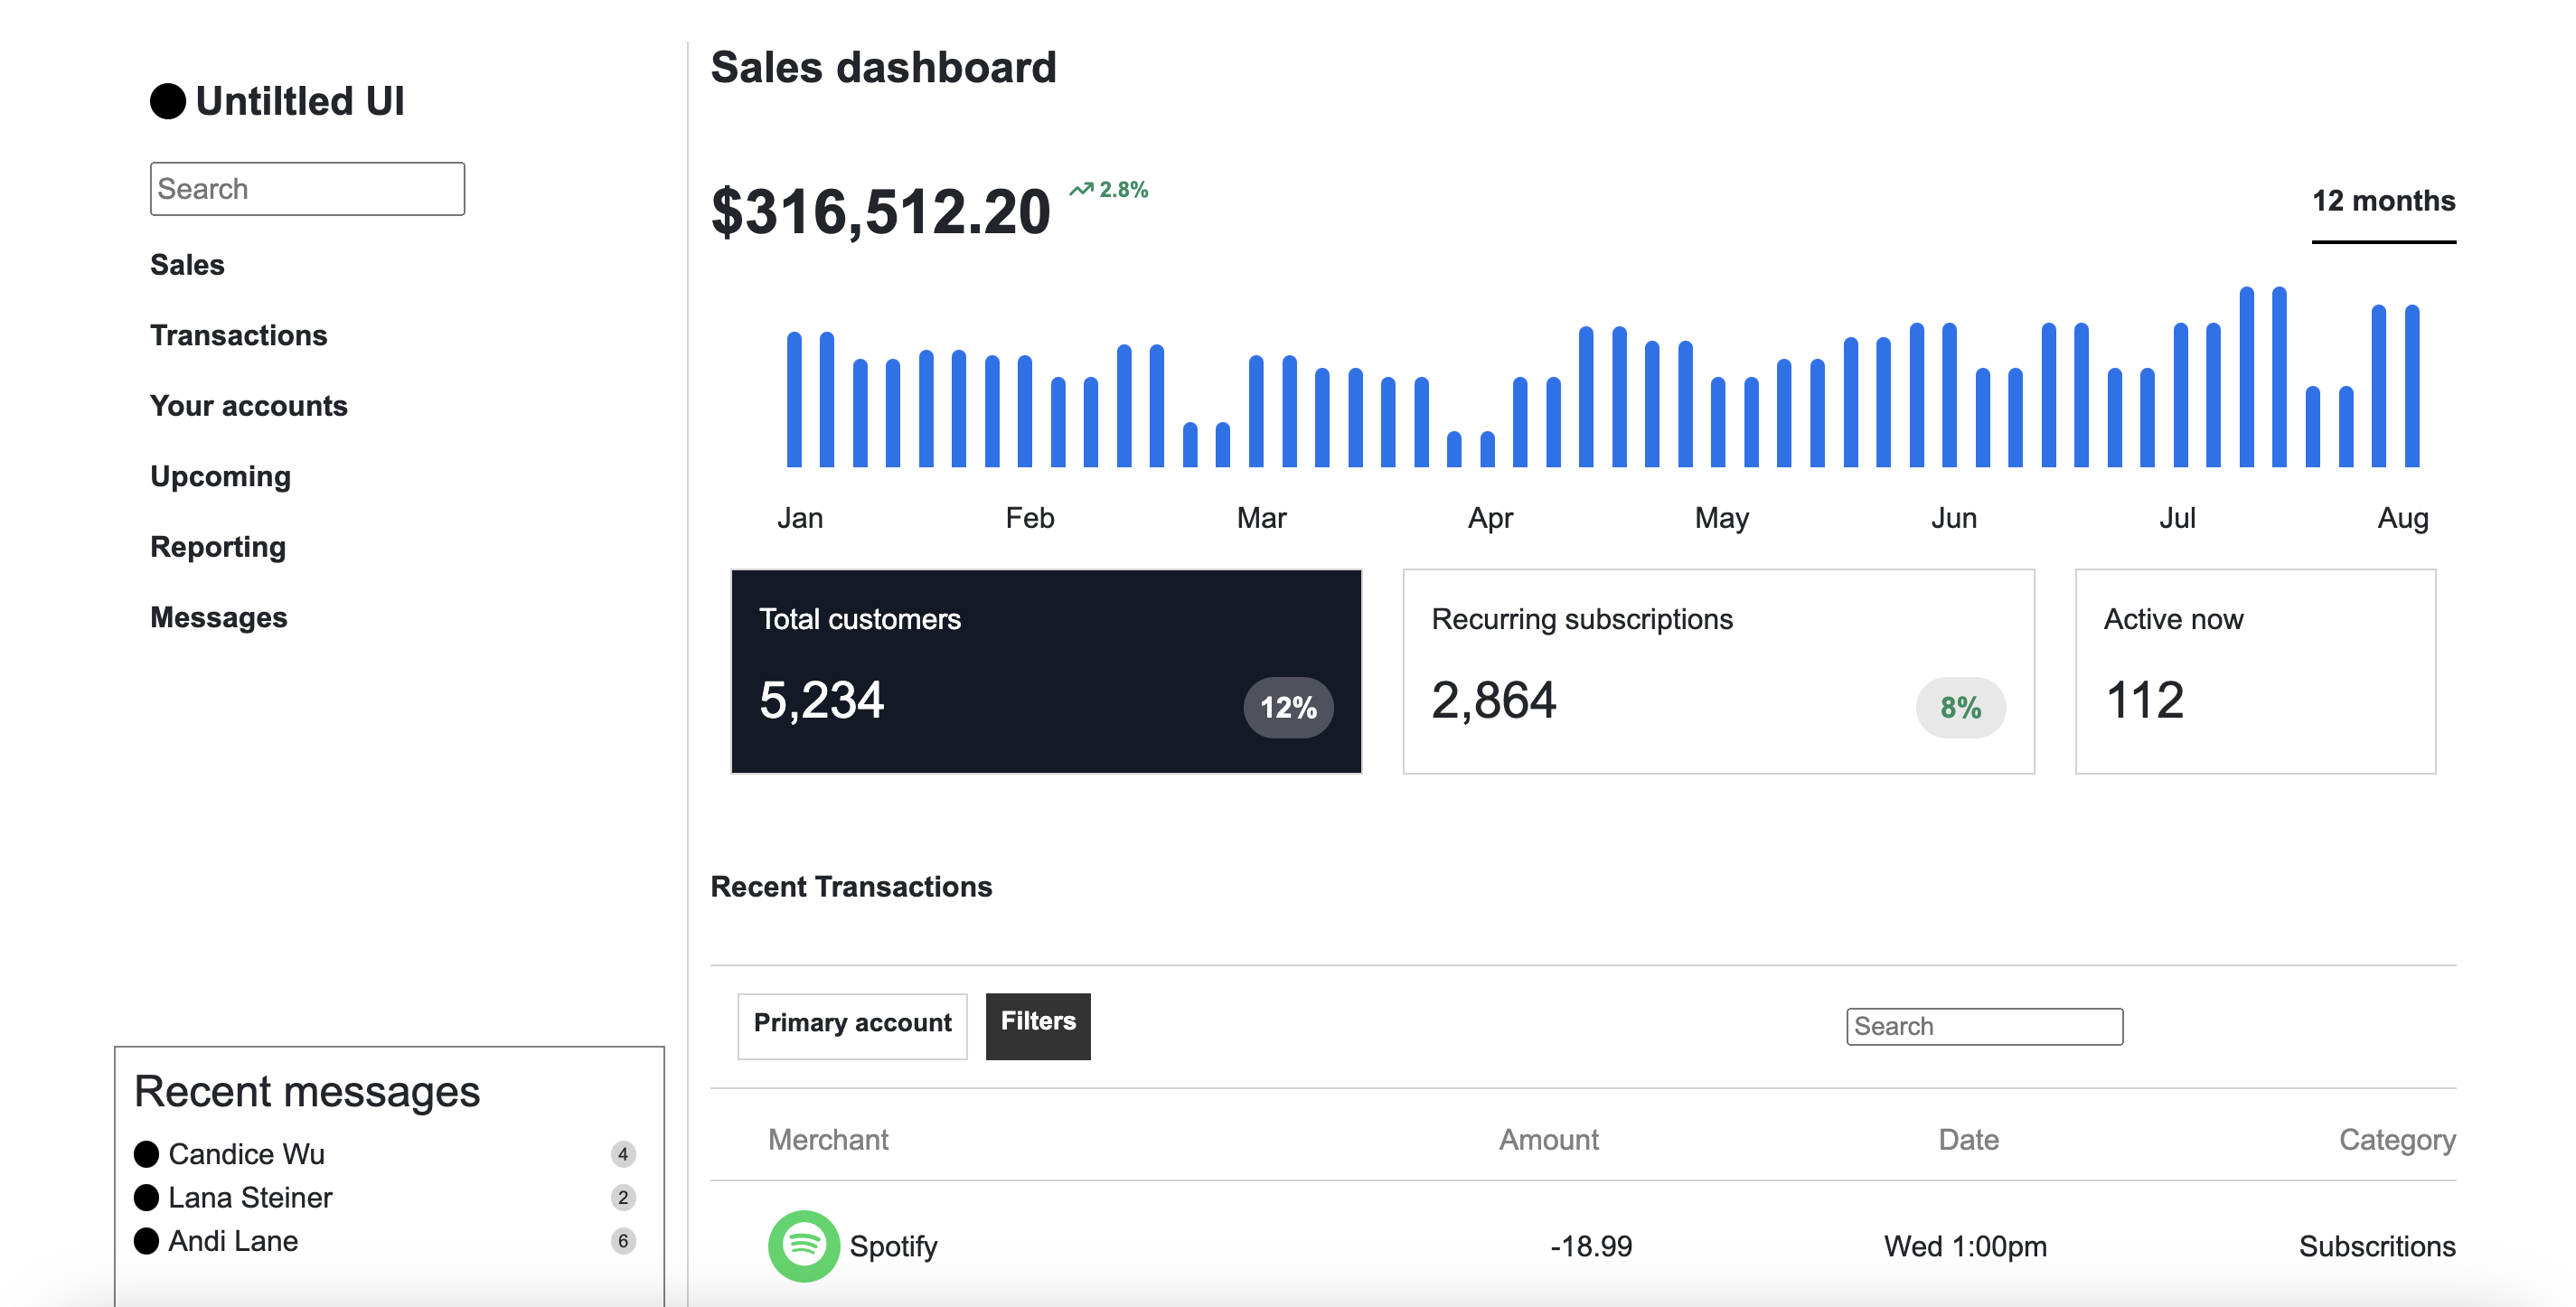 Untiltled UI
Search
Sales
Transactions
Your accounts
Upcoming
Reporting
Messages
Recent messages
Candice Wu 4
Lana Steiner 2
Andi Lane 6
Sales dashboard
$316,512.20 2.8%
12 months
Jan Feb Mar Apr May Jun Jul Aug
Total customers
5,234 12%
Recurring subscriptions
2,864 8%
Active now
112
Recent Transactions
Primary account Filters Search
Merchant Amount Date Category
Spotify -18.99 Wed 1:00pm Subscritions